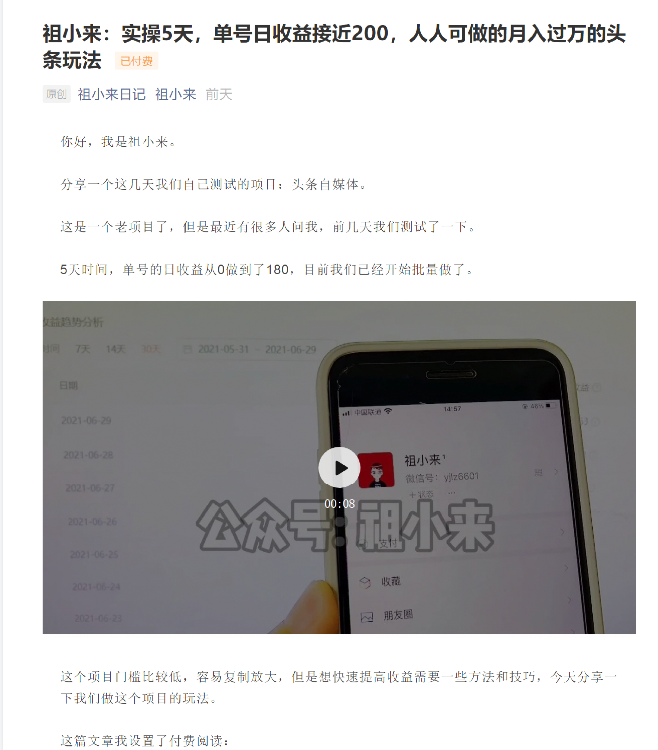 祖小来：实操5天，单号日收益接近200，人人可做的月入过万的头
条玩法 已付费
原创 祖小来日记 祖小来 前天
你好，我是祖小来。
分享一个这几天我们自己测试的项目：头条自媒体。
这是一个老项目了，但是最近有很多人问我，前几天我们测试了一下。
5天时间，单号的日收益从0做到了180，目前我们已经开始批量做了。
收益趋势分析
时间 7天 14天 30天 2021-05-31 - 2021-06-29
日期
2021-06-29
2021-06-28
2021-06-27
2021-06-26
2021-06-25
2021-06-24
2021-06-23
中国联通 14:57 46%
祖小来
微信号：yjlz6601
+ 状态
00:08
公众号：祖小来
支付
收藏
朋友圈
这个项目门槛比较低，容易复制放大，但是想快速提高收益需要一些方法和技巧，今天分享一
下我们做这个项目的玩法。
这篇文章我设置了付费阅读：